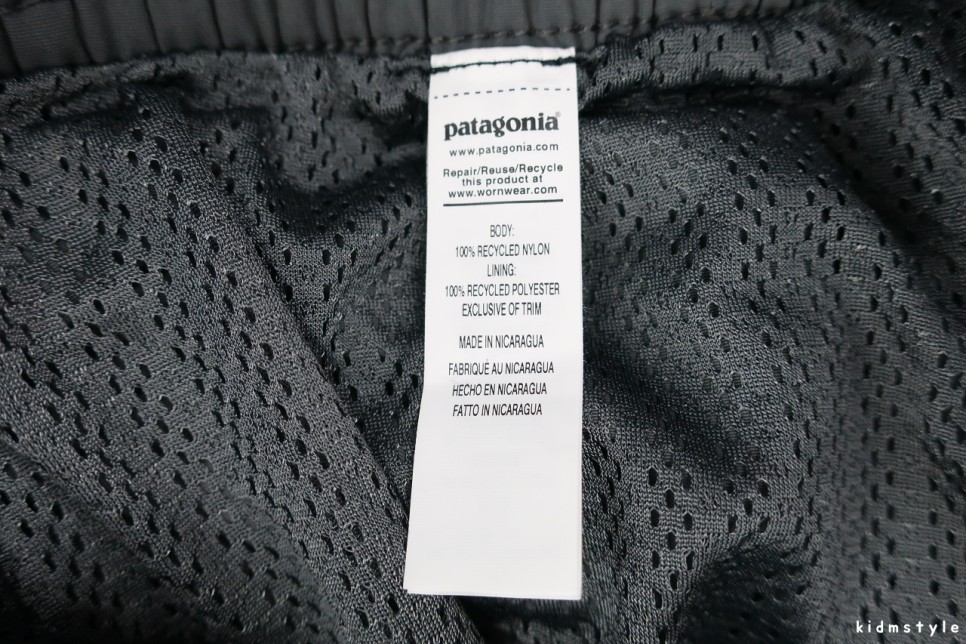 patagonia®
www.patagonia.com
Repair/Reuse/Recycle
this product at
www.wornwear.com
BODY:
100% RECYCLED NYLON
LINING:
100% RECYCLED POLYESTER
EXCLUSIVE OF TRIM
MADE IN NICARAGUA
FABRIQUÉ AU NICARAGUA
HECHO EN NICARAGUA
FATTO IN NICARAGUA
kidmstyle